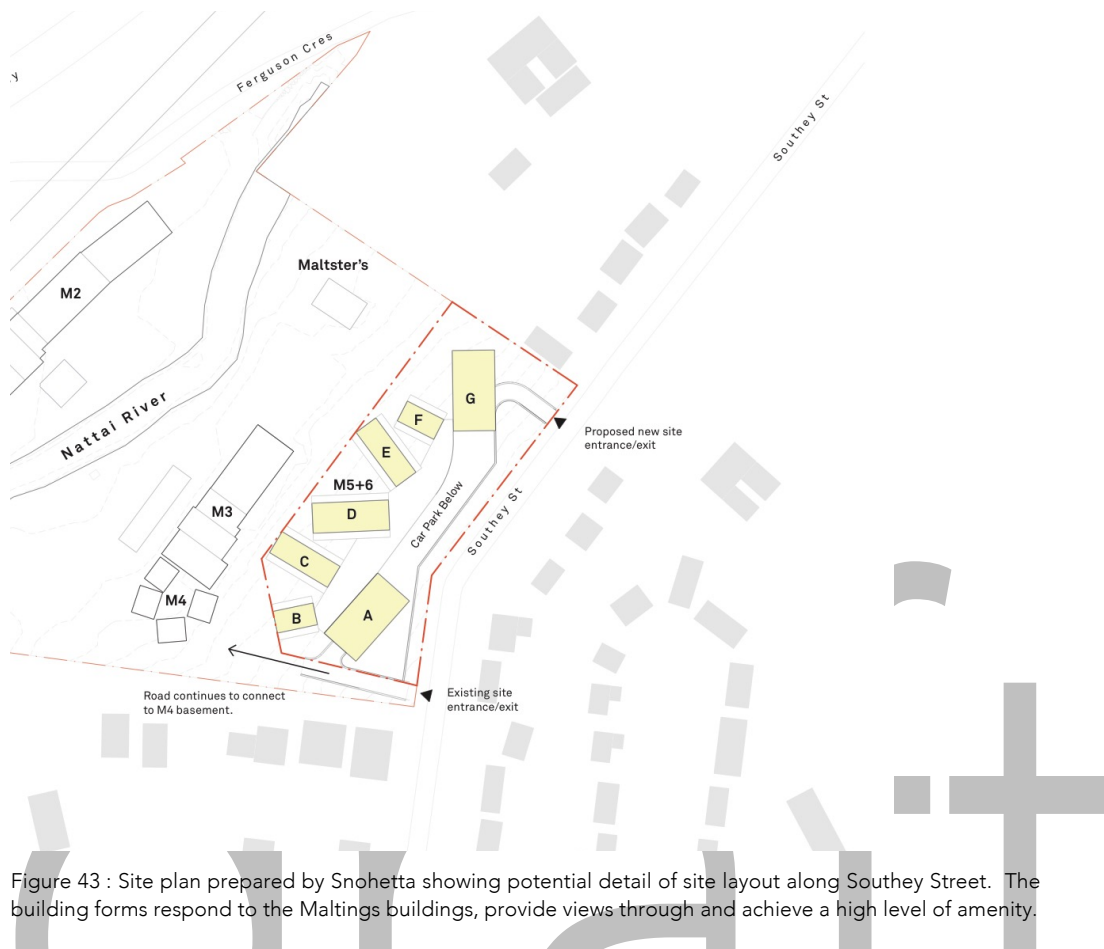 y
Ferguson Cres
Southey St
M2
Maltster's
Nattai River
G
F
E
Proposed new site
entrance/exit
M5+6
D
Car Park Below
Southey St
M3
C
M4
B
A
Road continues to connect
to M4 basement.
Existing site
entrance/exit
Figure 43 : Site plan prepared by Snohetta showing potential detail of site layout along Southey Street. The
building forms respond to the Maltings buildings, provide views through and achieve a high level of amenity.